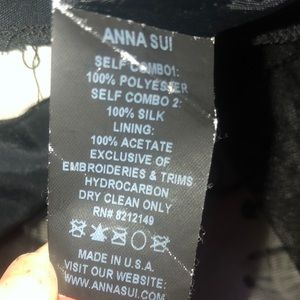 ANNA SUI
SELF COMBO1:
100% POLYESTER
SELF COMBO 2:
100% SILK
LINING:
100% ACETATE
EXCLUSIVE OF
EMBROIDERIES & TRIMS
HYDROCARBON
DRY CLEAN ONLY
RN# 8212149
MADE IN U.S.A.
VISIT OUR WEBSITE:
WWW.ANNASUI.